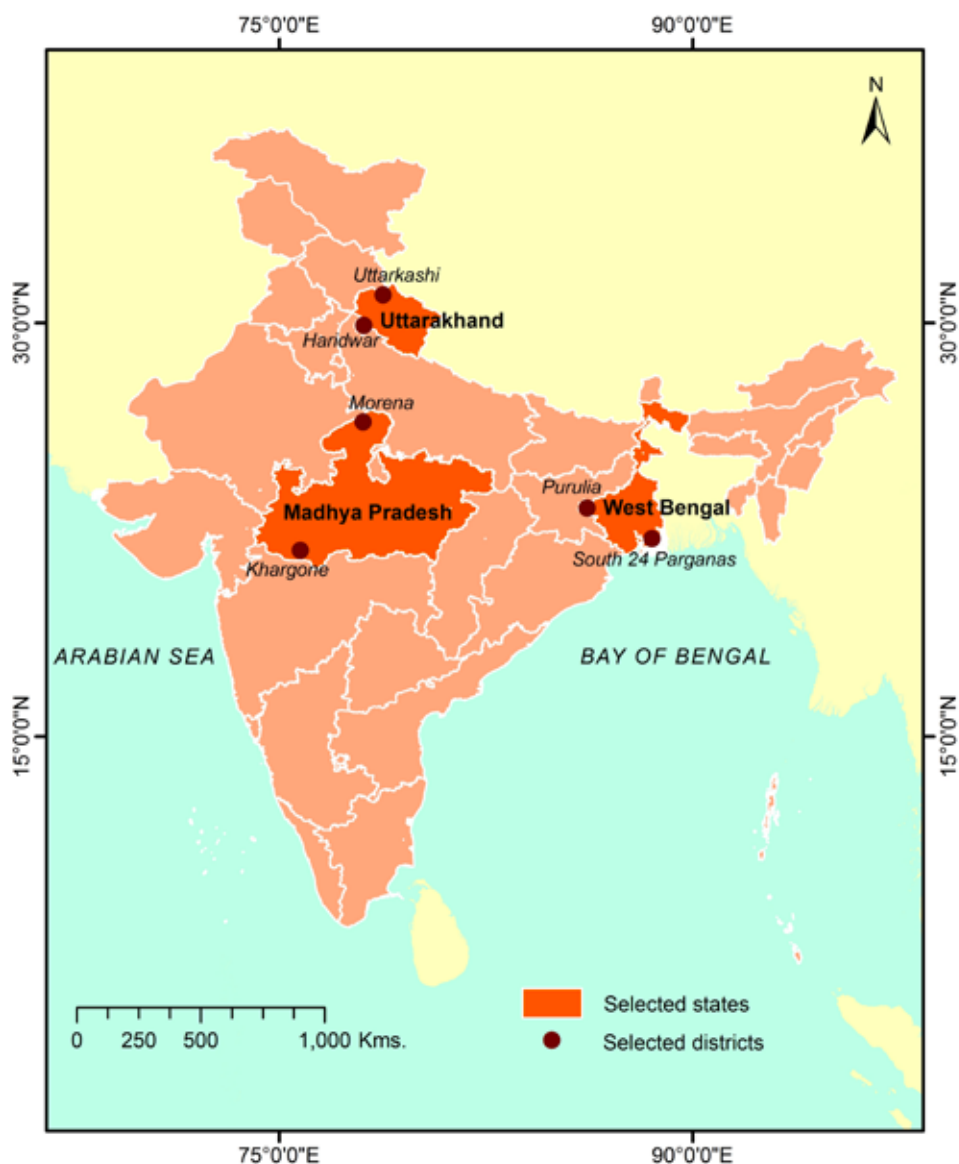 75°0'0"E 90°0'0"E
N
Uttarkashi
Uttarakhand
30°0'0"N 30°0'0"N
Haridwar
Morena
Purulia
Madhya Pradesh West Bengal
South 24 Parganas
Khargone
ARABIAN SEA BAY OF BENGAL
15°0'0"N 15°0'0"N
Selected states
0 250 500 1,000 Kms.
Selected districts
75°0'0"E 90°0'0"E